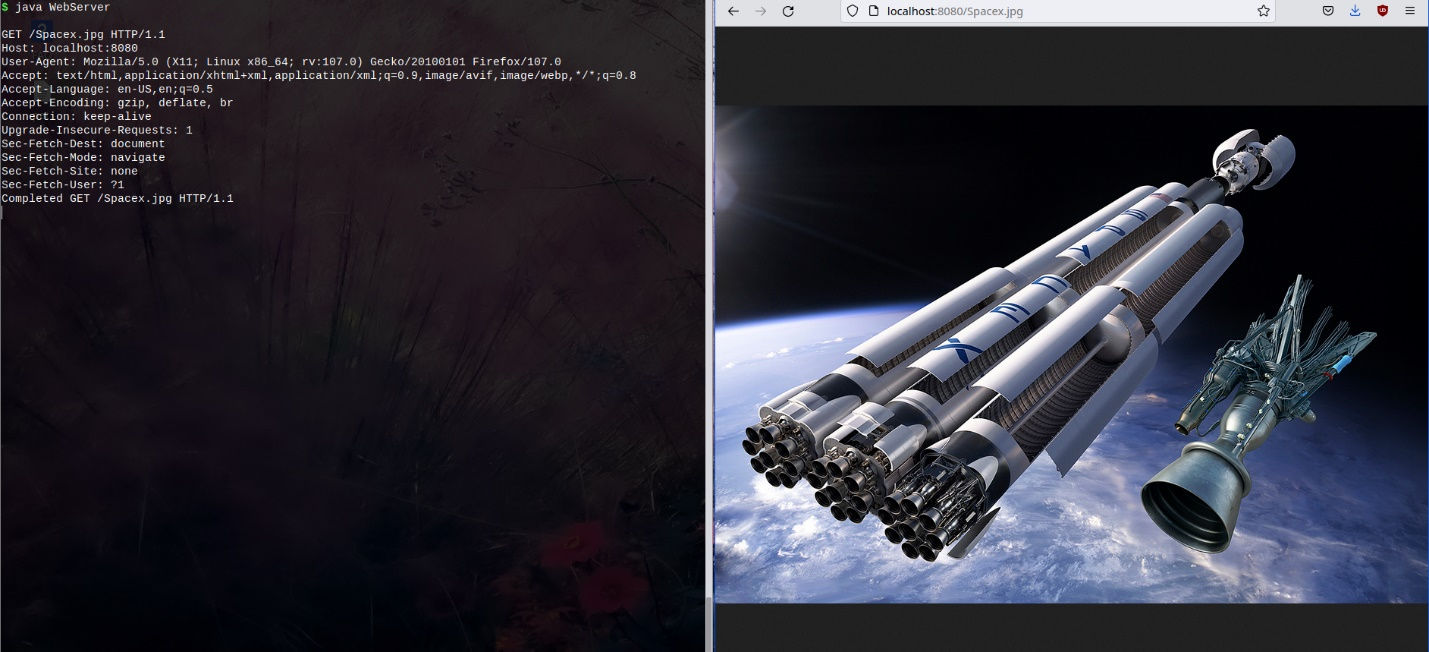 $ java WebServer
GET /Spacex.jpg HTTP/1.1
Host: localhost:8080
User-Agent: Mozilla/5.0 (X11; Linux x86_64; rv:107.0) Gecko/20100101 Firefox/107.0
Accept: text/html,application/xhtml+xml,application/xml;q=0.9,image/avif,image/webp,*/*;q=0.8
Accept-Language: en-US,en;q=0.5
Accept-Encoding: gzip, deflate, br
Connection: keep-alive
Upgrade-Insecure-Requests: 1
Sec-Fetch-Dest: document
Sec-Fetch-Mode: navigate
Sec-Fetch-Site: none
Sec-Fetch-User: ?1
Completed GET /Spacex.jpg HTTP/1.1
localhost:8080/Spacex.jpg